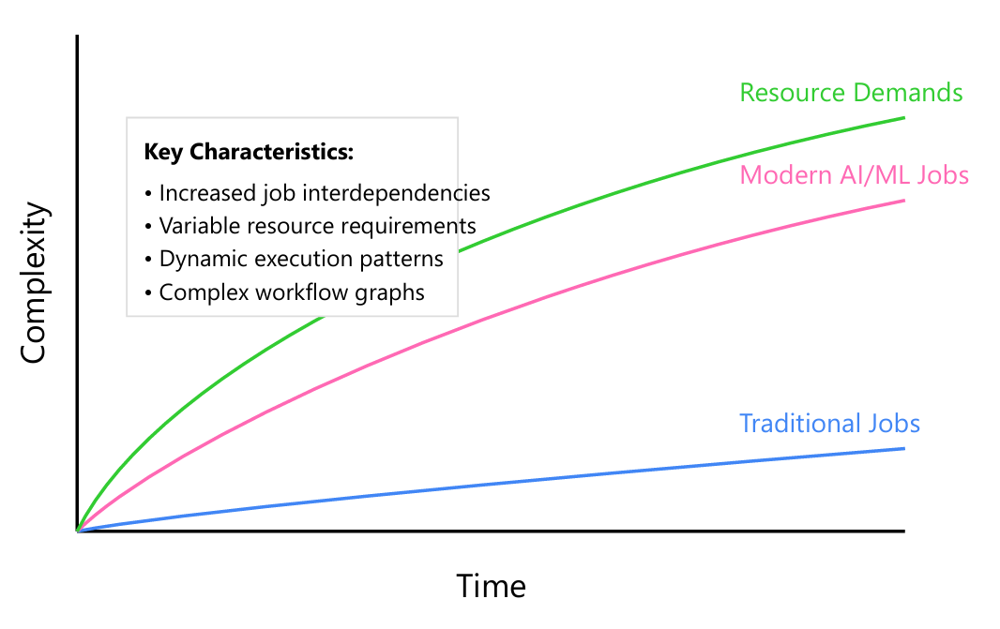 Resource Demands
Key Characteristics:
Modern AI/ML Jobs
• Increased job interdependencies
• Variable resource requirements
• Dynamic execution patterns
• Complex workflow graphs
Complexity
Traditional Jobs
Time